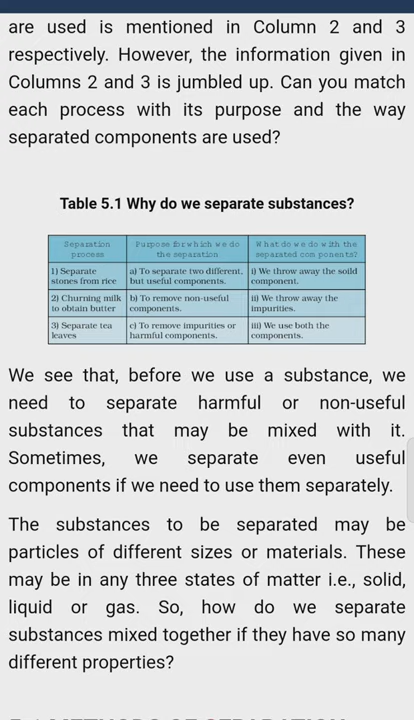 are used is mentioned in Column 2 and 3
respectively. However, the information given in
Columns 2 and 3 is jumbled up. Can you match
each process with its purpose and the way
separated components are used?
Table 5.1 Why do we separate substances?
Separation process
Purpose for which we do the separation
What do we do with the separated components?
1) Separate stones from rice
a) To separate two different, but useful components.
i) We throw away the soild component.
2) Churning milk to obtain butter
b) To remove non-useful components.
ii) We throw away the impurities.
3) Separate tea leaves
c) To remove impurities or harmful components.
iii) We use both the components.
We see that, before we use a substance, we
need to separate harmful or non-useful
substances that may be mixed with it.
Sometimes, we separate even useful
components if we need to use them separately.
The substances to be separated may be
particles of different sizes or materials. These
may be in any three states of matter i.e., solid,
liquid or gas. So, how do we separate
substances mixed together if they have so many
different properties?